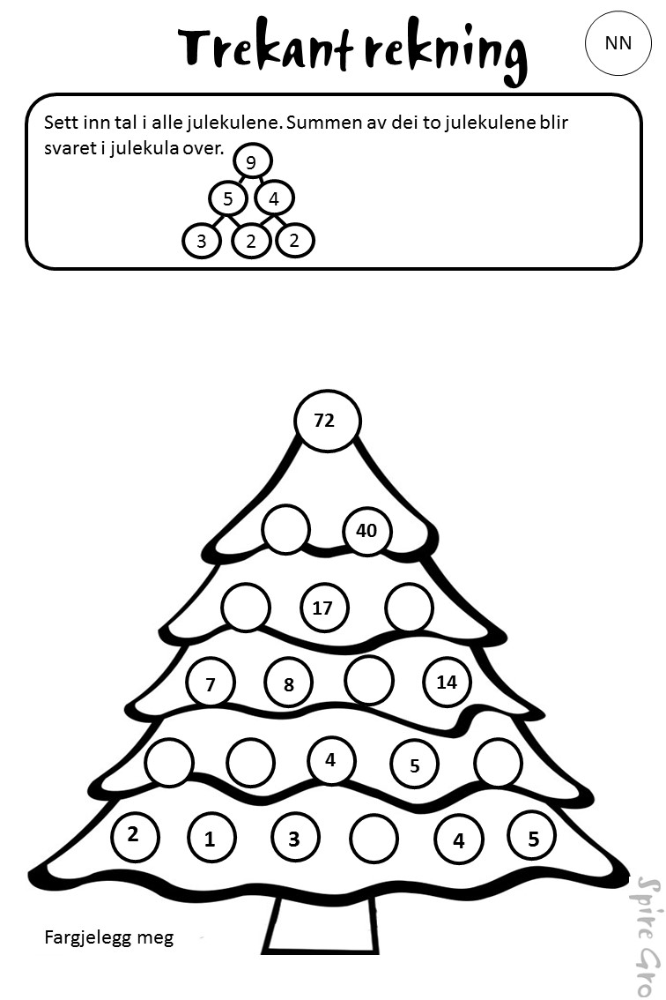 Trekant rekning
NN
Sett inn tal i alle julekulene. Summen av dei to julekulene blir
svaret i julekula over.
9
5 4
3 2 2
72
40
17
7 8 14
4 5
2 1 3 4 5
Fargjelegg meg
Spire Gro